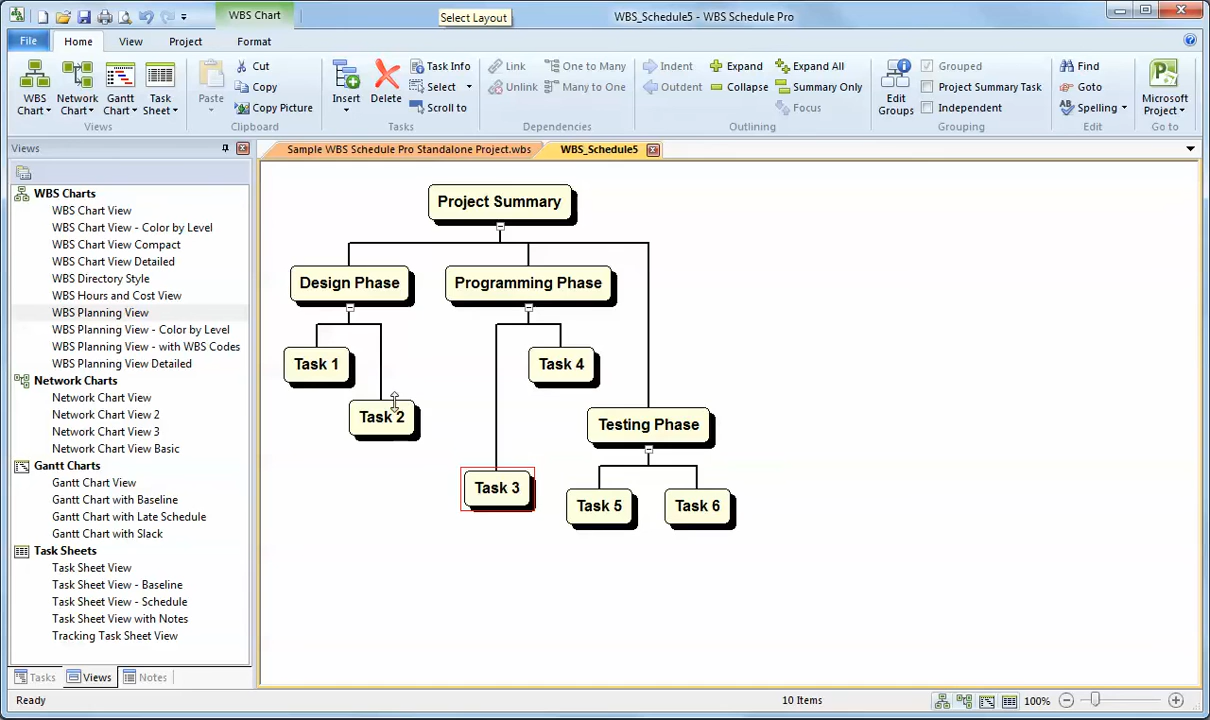 WBS Chart
Select Layout
WBS_Schedule5 - WBS Schedule Pro
File
Home
View
Project
Format
WBS Chart
Network Chart
Gantt Chart
Task Sheet
Views
Paste
Cut
Copy
Copy Picture
Clipboard
Insert
Delete
Task Info
Select
Scroll to
Tasks
Link
Unlink
One to Many
Many to One
Dependencies
Indent
Outdent
Expand
Collapse
Expand All
Summary Only
Focus
Outlining
Edit Groups
Grouped
Project Summary Task
Independent
Grouping
Find
Goto
Spelling
Edit
Microsoft Project
Go to
Views
WBS Charts
WBS Chart View
WBS Chart View - Color by Level
WBS Chart View Compact
WBS Chart View Detailed
WBS Directory Style
WBS Hours and Cost View
WBS Planning View
WBS Planning View - Color by Level
WBS Planning View - with WBS Codes
WBS Planning View Detailed
Network Charts
Network Chart View
Network Chart View 2
Network Chart View 3
Network Chart View Basic
Gantt Charts
Gantt Chart View
Gantt Chart with Baseline
Gantt Chart with Late Schedule
Gantt Chart with Slack
Task Sheets
Task Sheet View
Task Sheet View - Baseline
Task Sheet View - Schedule
Task Sheet View with Notes
Tracking Task Sheet View
Tasks
Views
Notes
Sample WBS Schedule Pro Standalone Project.wbs
WBS_Schedule5
Project Summary
Design Phase
Programming Phase
Task 1
Task 4
Task 2
Testing Phase
Task 3
Task 5
Task 6
Ready
10 Items
100%